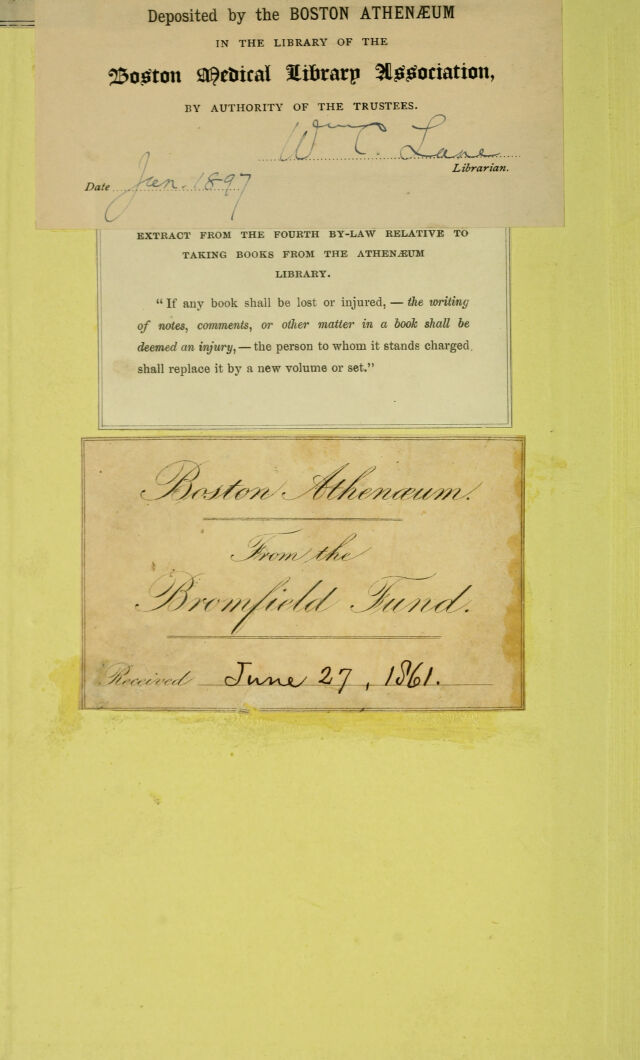 Deposited by the BOSTON ATHENÆUM
IN THE LIBRARY OF THE
Boston Medical Library Association,
BY AUTHORITY OF THE TRUSTEES.
Wm C. Lane
Librarian.
Date Jan. 1897
EXTRACT FROM THE FOURTH BY-LAW RELATIVE TO
TAKING BOOKS FROM THE ATHENÆUM
LIBRARY.
“If any book shall be lost or injured, — the writing
of notes, comments, or other matter in a book shall be
deemed an injury, — the person to whom it stands charged
shall replace it by a new volume or set.”
Boston Athenæum.
From the
Bromfield Fund.
Received June 27, 1861.